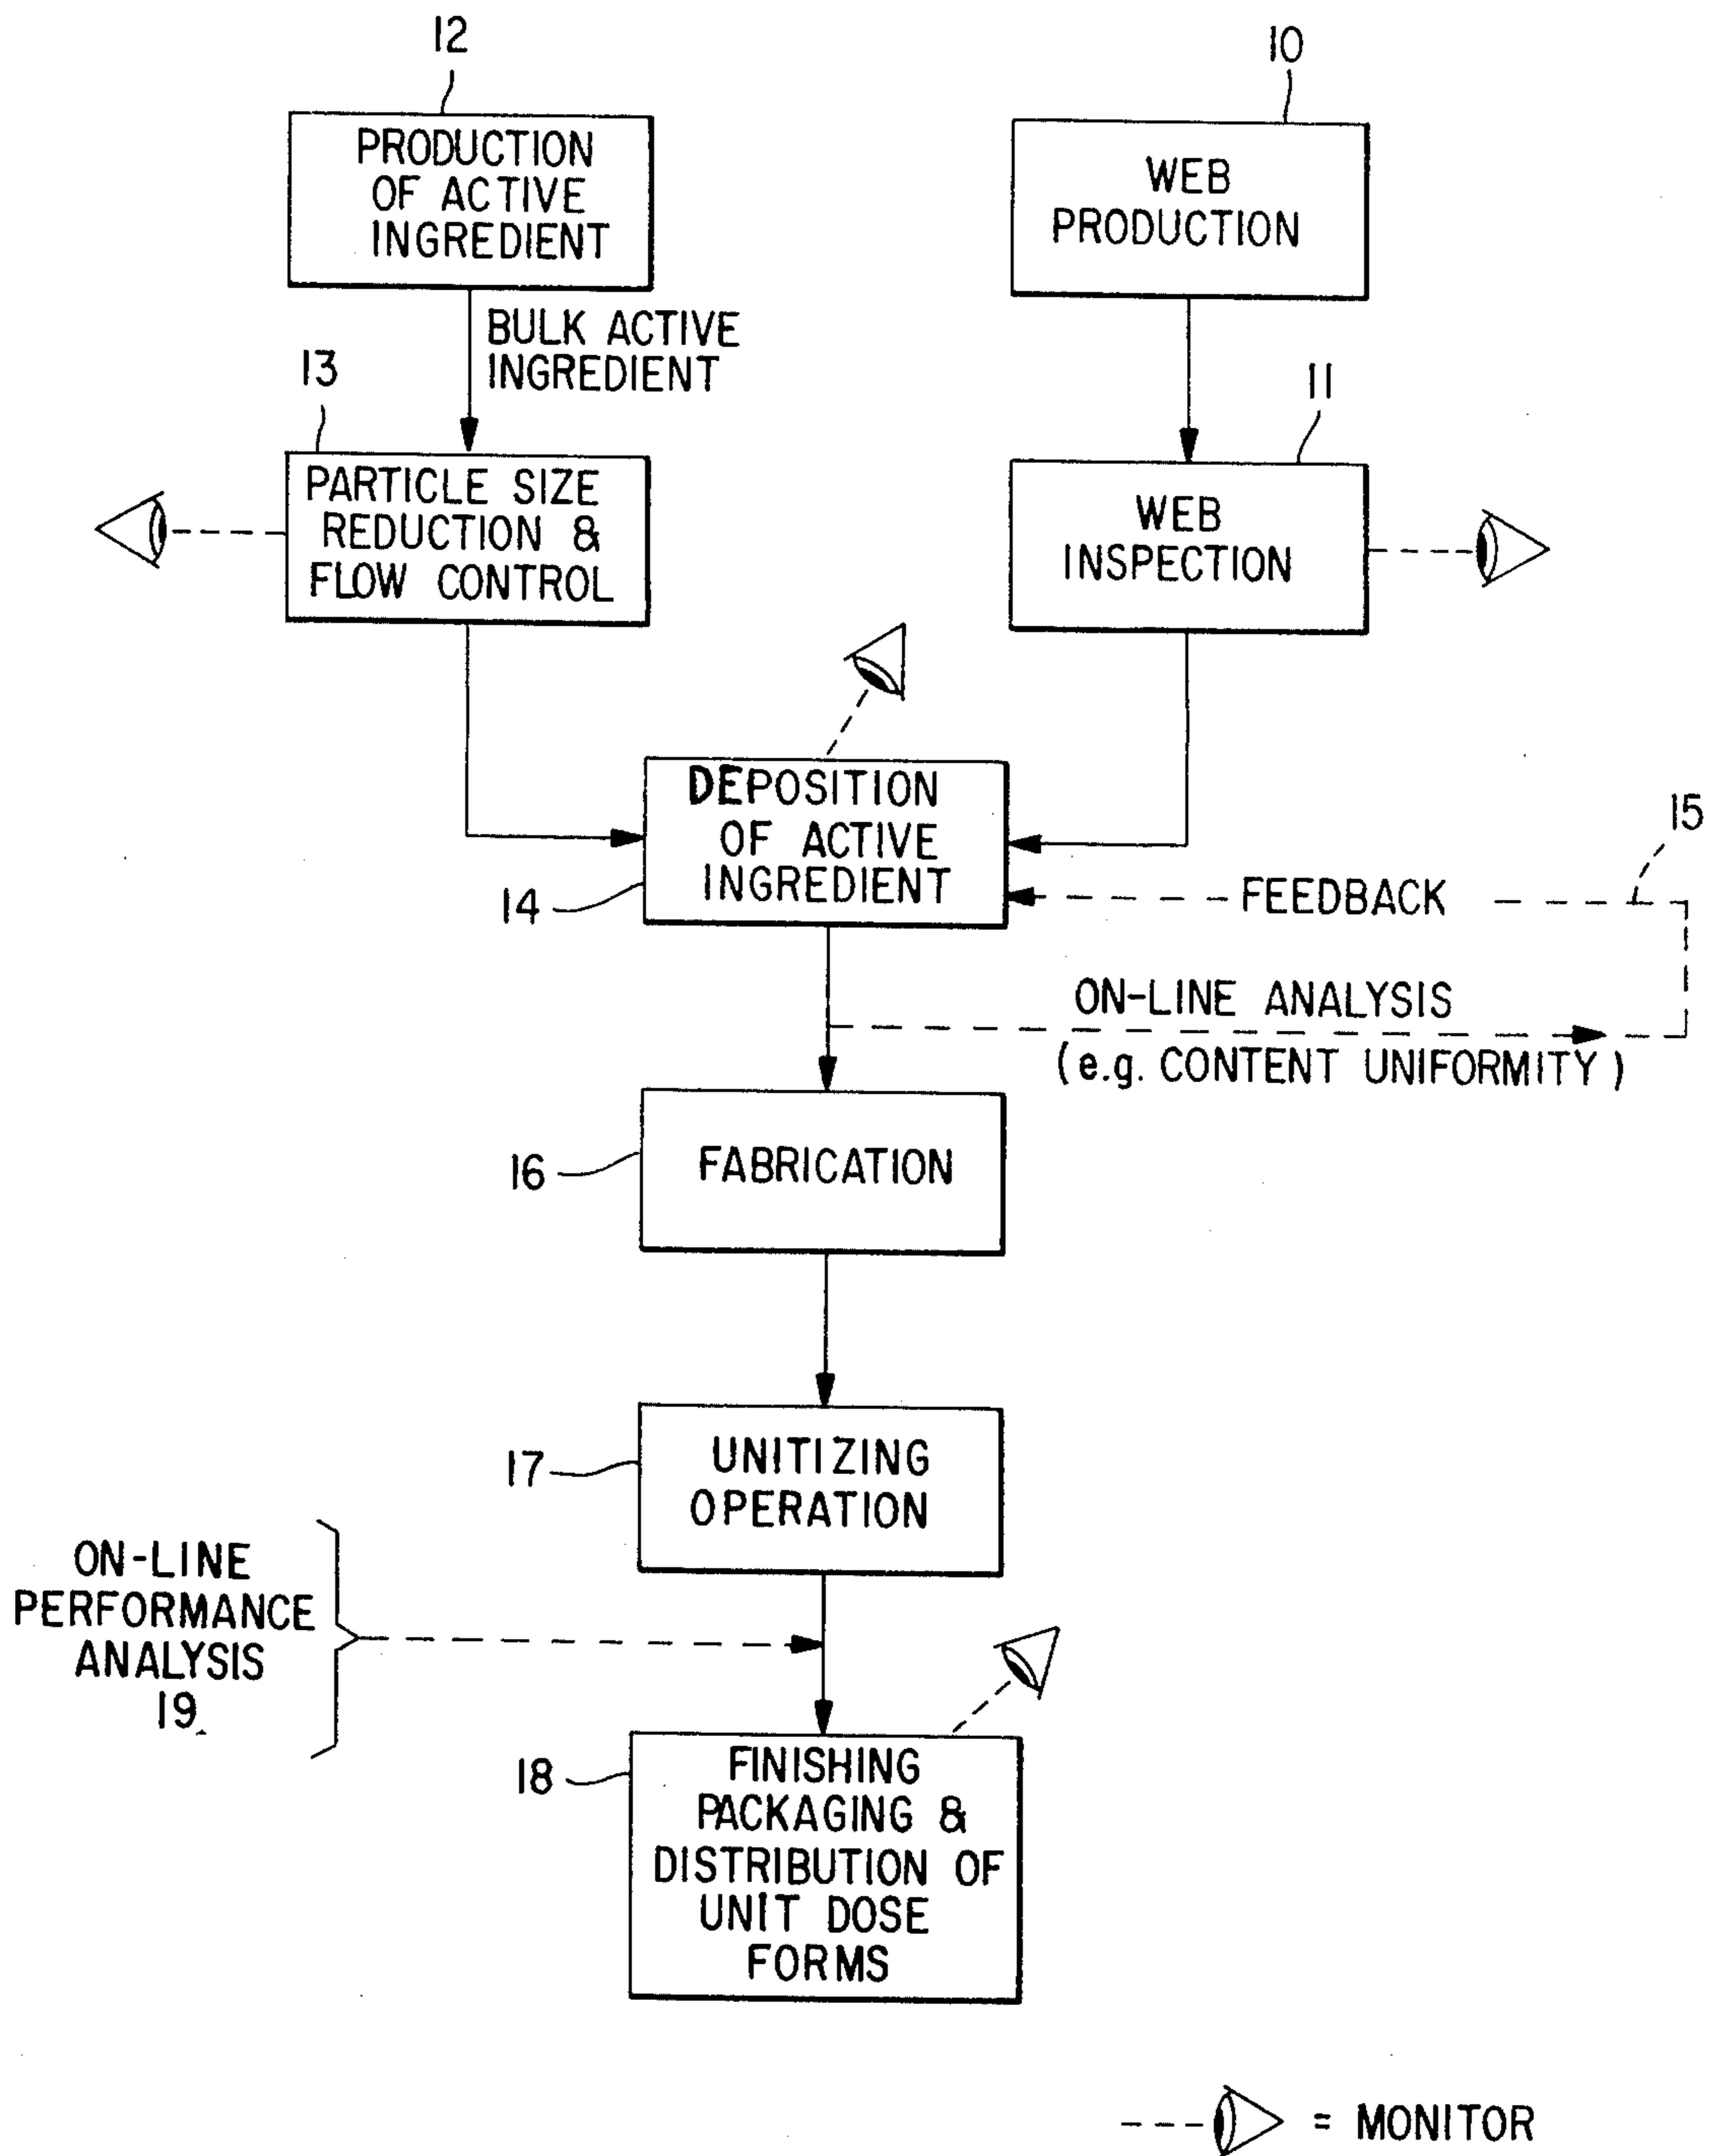 12
10
PRODUCTION
OF ACTIVE
INGREDIENT
WEB
PRODUCTION
BULK ACTIVE
INGREDIENT
13
11
PARTICLE SIZE
REDUCTION &
FLOW CONTROL
WEB
INSPECTION
DEPOSITION
OF ACTIVE
INGREDIENT
14
15
FEEDBACK
ON-LINE ANALYSIS
(e.g. CONTENT UNIFORMITY)
16
FABRICATION
17
UNITIZING
OPERATION
ON-LINE
PERFORMANCE
ANALYSIS
19
18
FINISHING
PACKAGING &
DISTRIBUTION OF
UNIT DOSE
FORMS
= MONITOR